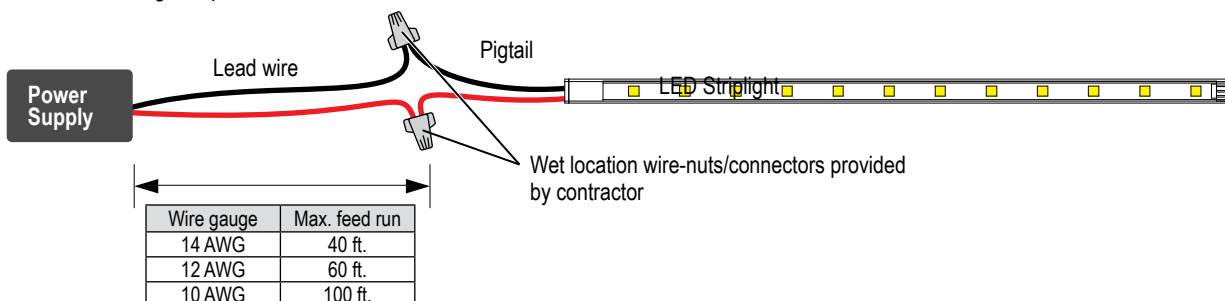 Lead wire
Pigtail
Power
Supply
LED Striplight
Wet location wire-nuts/connectors provided
by contractor
Wire gauge Max. feed run
14 AWG 40 ft.
12 AWG 60 ft.
10 AWG 100 ft.